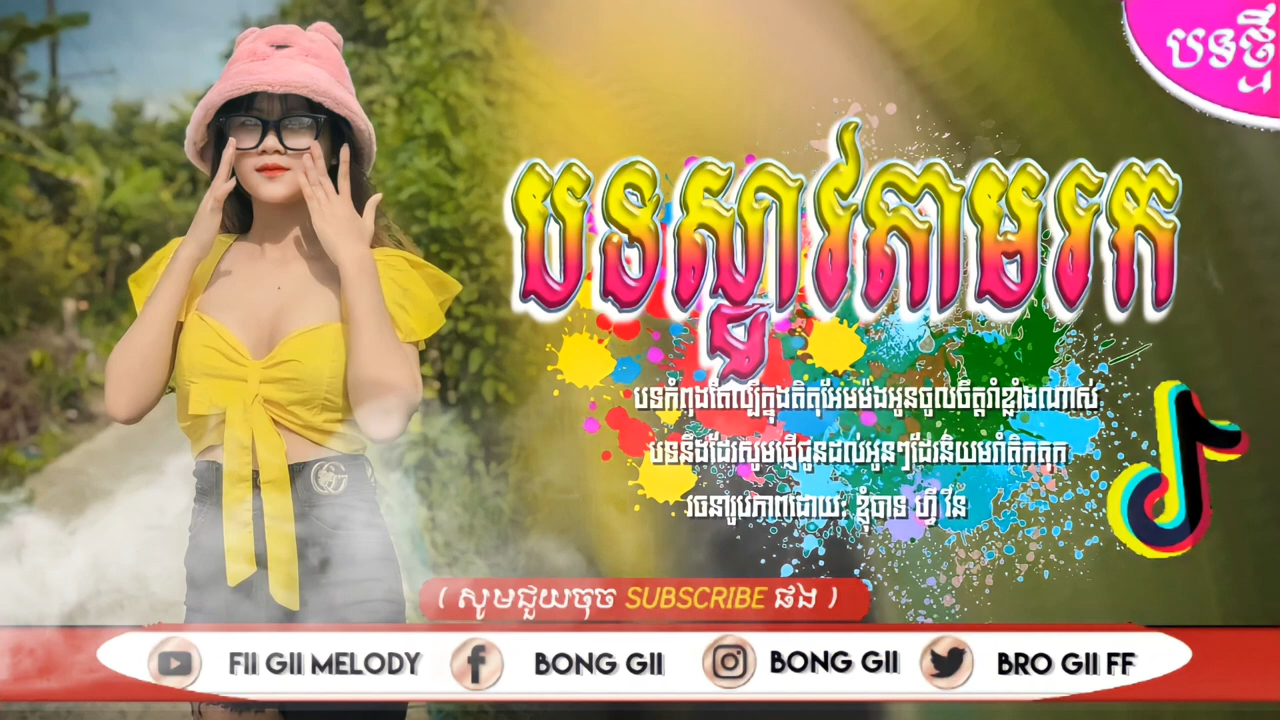 បទថ្មី
បទស្លាវតាមរក
បទកំពុងតែល្បីក្នុងតិតុអែមម៉ងអូនចូលចិត្តរាំខ្លាំងណាស់
បទនឹងដែរសូមផ្ញើជូនដល់អូនៗដែរនិយមរាំតិកតុក
រចនារូបភាពដោយ: ខ្ញុំបាទ ហ្វី រីន
( សូមជួយចុច SUBSCRIBE ផង )
FII GII MELODY
BONG GII
BONG GII
BRO GII FF